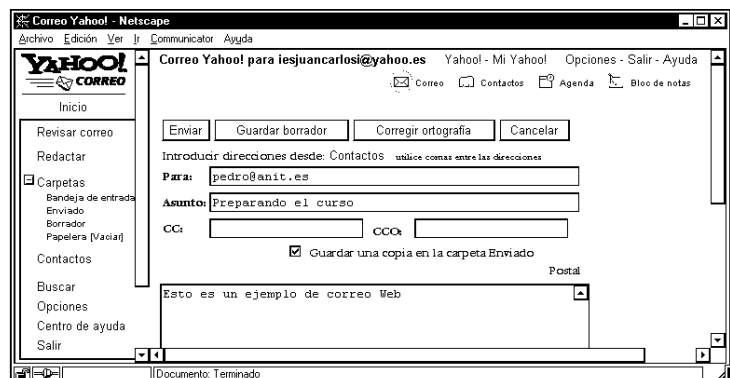 Correo Yahoo! - Netscape
Archivo Edición Ver Ir Communicator Ayuda
YAHOO! CORREO
Correo Yahoo! para iesjuancarlosi@yahoo.es Yahoo! - Mi Yahoo! Opciones - Salir - Ayuda
Correo Contactos Agenda Bloc de notas
Inicio
Revisar correo
Redactar
Carpetas
Bandeja de entrada
Enviado
Borrador
Papelera [Vaciar]
Contactos
Buscar
Opciones
Centro de ayuda
Salir
Enviar Guardar borrador Corregir ortografía Cancelar
Introducir direcciones desde: Contactos utilice comas entre las direcciones
Para: pedro@anit.es
Asunto: Preparando el curso
CC: CCO:
Guardar una copia en la carpeta Enviado
Postal
Esto es un ejemplo de correo Web
Documento: Terminado